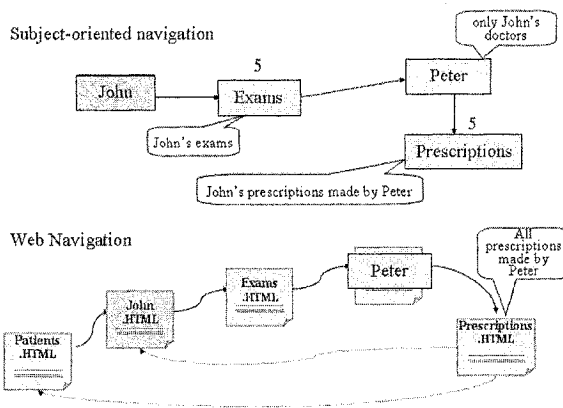 Subject-oriented navigation
only John's
doctors
5
John
Exams
Peter
John's exams
5
Prescriptions
John's prescriptions made by Peter
Web Navigation
All
prescriptions
made by
Peter
Peter
Exams
.HTML
John
.HTML
Prescriptions
.HTML
Patients
.HTML